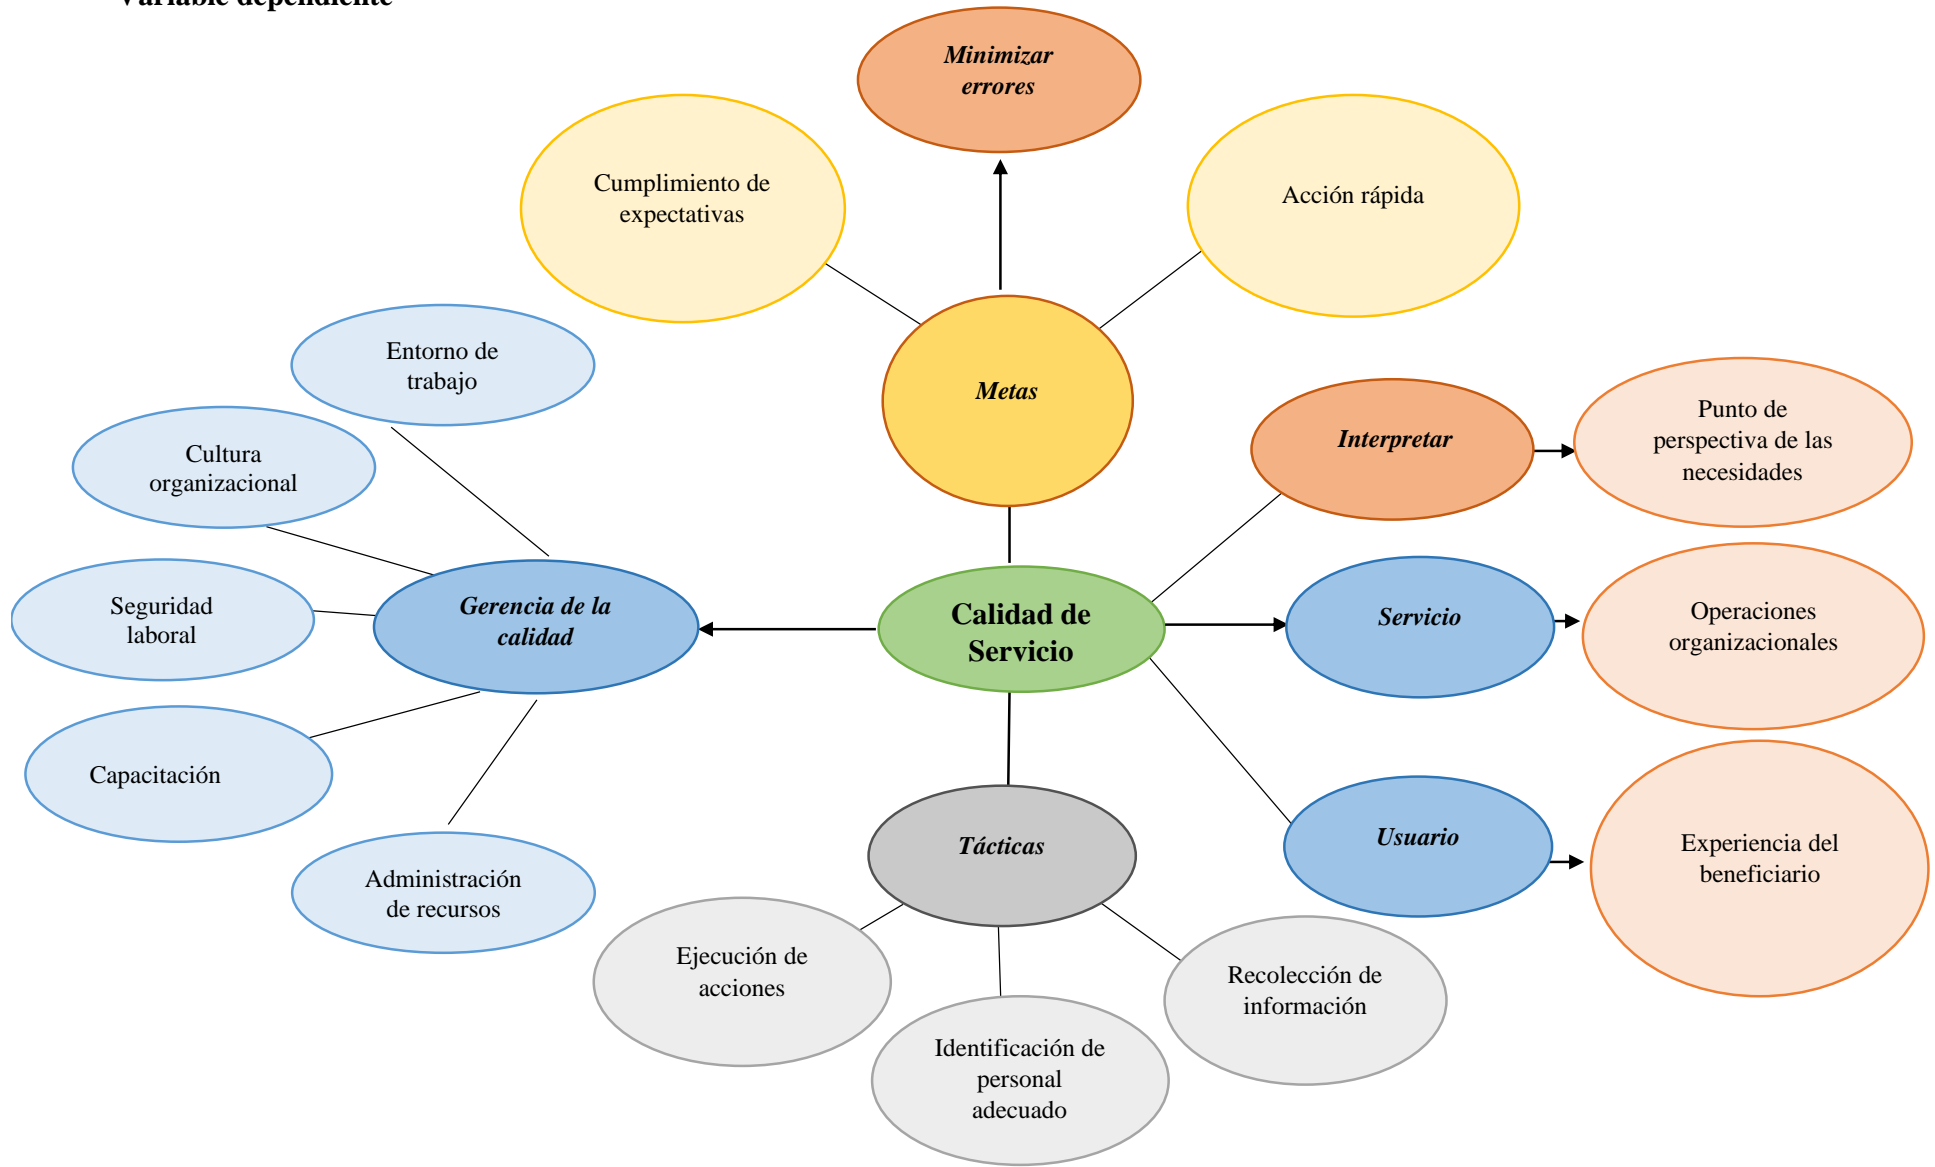 Variable dependiente
Minimizar
errores
Cumplimiento de
expectativas
Acción rápida
Metas
Entorno de
trabajo
Cultura
organizacional
Seguridad
laboral
Capacitación
Administración
de recursos
Gerencia de la
calidad
Calidad de
Servicio
Interpretar
Punto de
perspectiva de las
necesidades
Servicio
Operaciones
organizacionales
Usuario
Experiencia del
beneficiario
Tácticas
Ejecución de
acciones
Identificación de
personal
adecuado
Recolección de
información